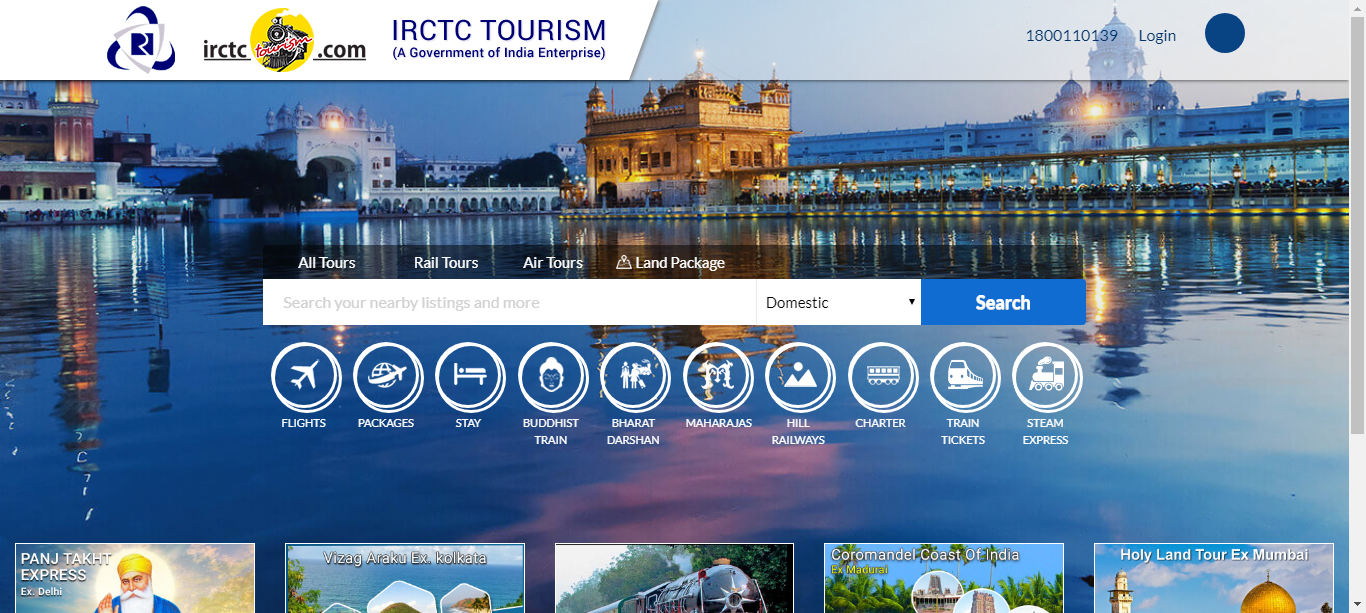 irctc tourism .com
IRCTC TOURISM
(A Government of India Enterprise)
1800110139 Login
All Tours Rail Tours Air Tours Land Package
Search your nearby listings and more Domestic Search
FLIGHTS
PACKAGES
STAY
BUDDHIST
TRAIN
BHARAT
DARSHAN
MAHARAJAS
HILL
RAILWAYS
CHARTER
TRAIN
TICKETS
STEAM
EXPRESS
PANJ TAKHT
EXPRESS
Ex. Delhi
Vizag Araku Ex. kolkata
Coromandel Coast Of India
Ex Madurai
Holy Land Tour Ex Mumbai